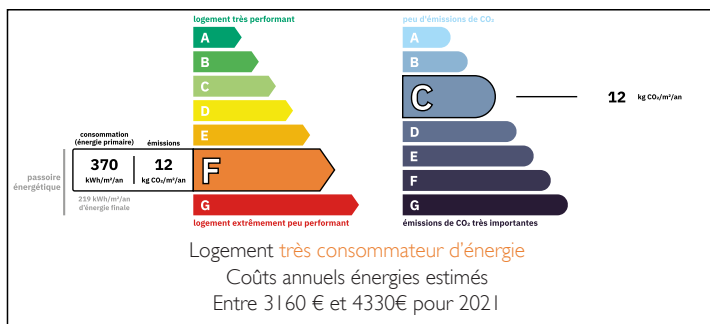 logement très performant
A
B
C
D
E
consommation
(énergie primaire)
émissions
370
kWh/m²/an
12
kg CO₂/m²/an
F
passoire
énergétique
219 kWh/m²/an
d'énergie finale
G
logement extrêmement peu performant
peu d'émissions de CO₂
A
B
C
12 kg CO₂/m²/an
D
E
F
G
émissions de CO₂ très importantes
Logement très consommateur d'énergie
Coûts annuels énergies estimés
Entre 3160 € et 4330€ pour 2021